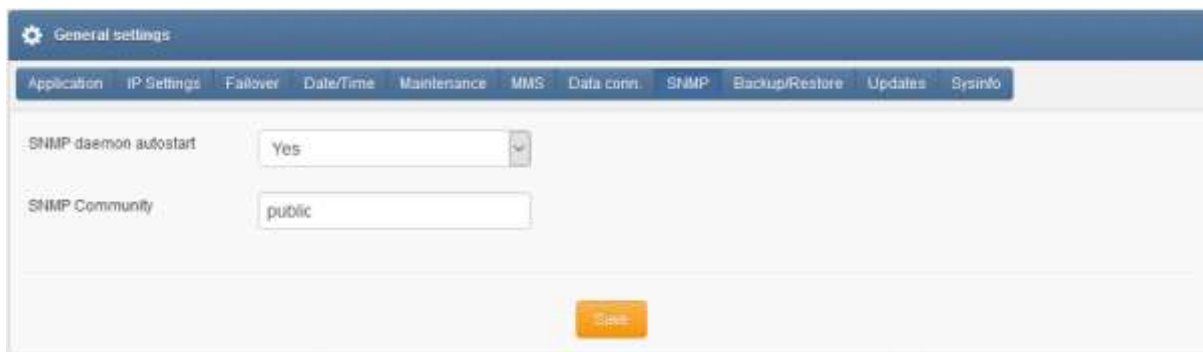 General settings
Application IP Settings Failover Date/Time Maintenance MMS Data conn. SNMP Backup/Restore Updates Sysinfo
SNMP daemon autostart Yes
SNMP Community public
Save